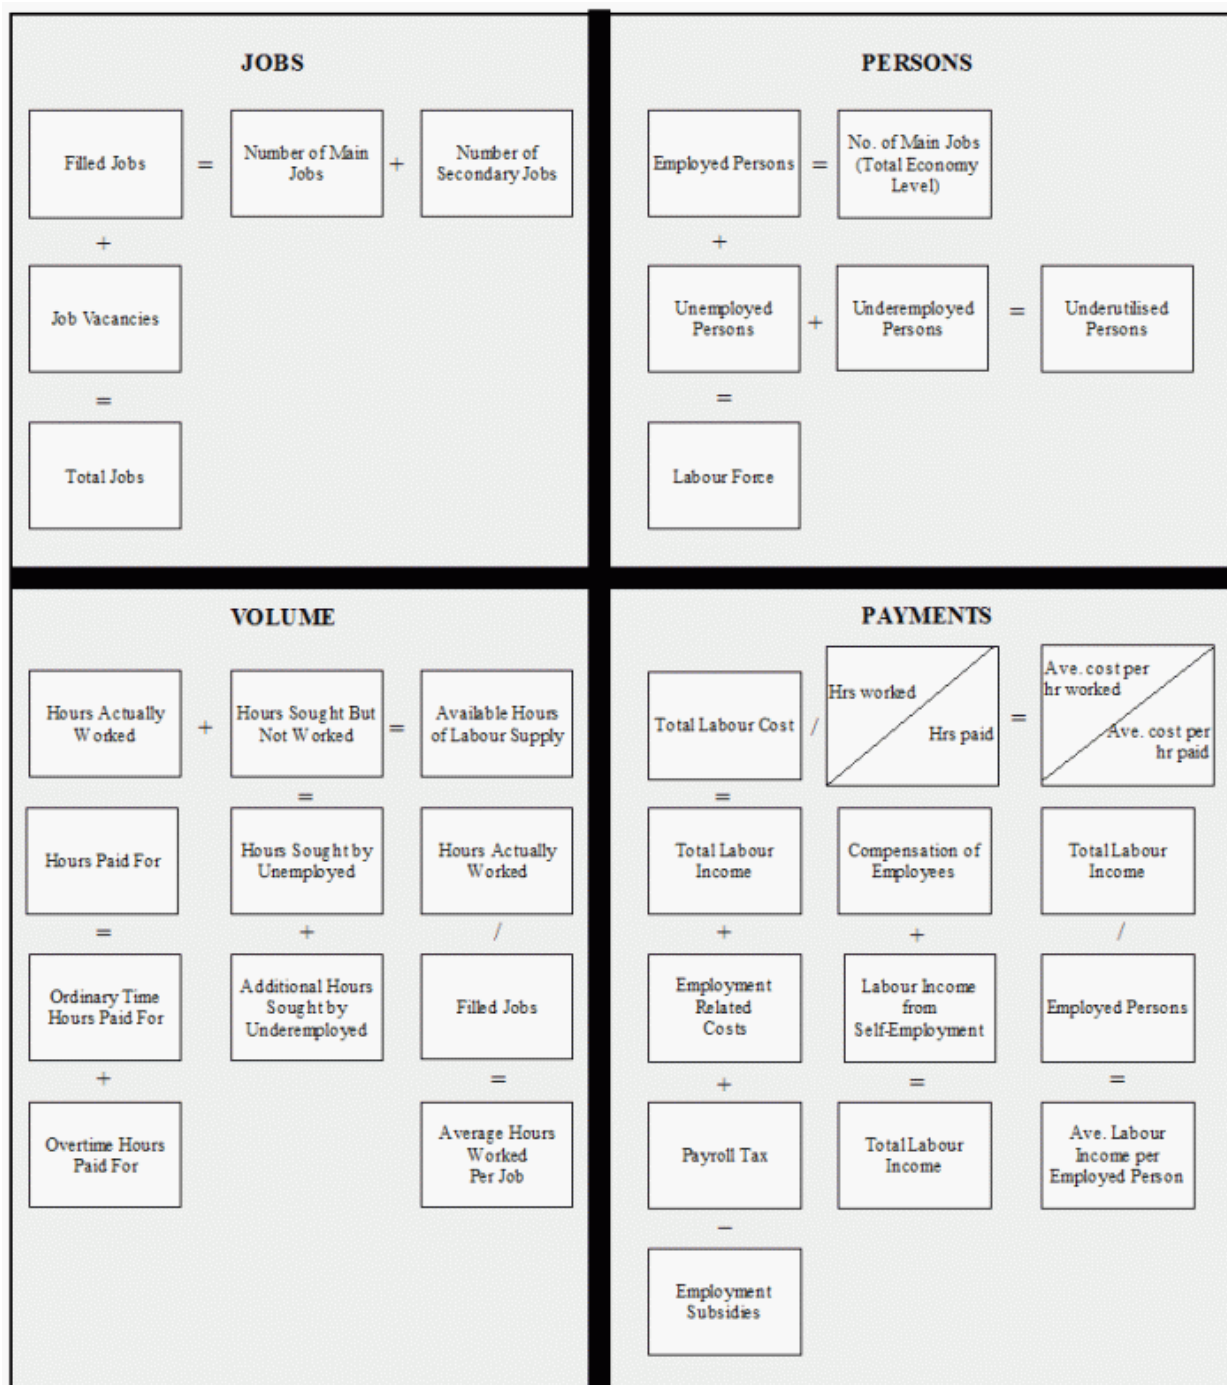 JOBS
Filled Jobs
=
Number of Main
Jobs
+
Number of
Secondary Jobs
+
Job Vacancies
=
Total Jobs
PERSONS
Employed Persons
=
No. of Main Jobs
(Total Economy
Level)
+
Unemployed
Persons
+
Underemployed
Persons
=
Underutilised
Persons
=
Labour Force
VOLUME
Hours Actually
Worked
+
Hours Sought But
Not Worked
=
Available Hours
of Labour Supply
=
Hours Paid For
Hours Sought by
Unemployed
Hours Actually
Worked
=
+
/
Ordinary Time
Hours Paid For
Additional Hours
Sought by
Underemployed
Filled Jobs
+
=
Overtime Hours
Paid For
Average Hours
Worked
Per Job
PAYMENTS
Total Labour Cost
/
Hrs worked
Hrs paid
=
Ave. cost per
hr worked
Ave. cost per
hr paid
=
Total Labour
Income
Compensation of
Employees
Total Labour
Income
+
+
/
Employment
Related
Costs
Labour Income
from
Self-Employment
Employed Persons
+
=
=
Payroll Tax
Total Labour
Income
Ave. Labour
Income per
Employed Person
−
Employment
Subsidies